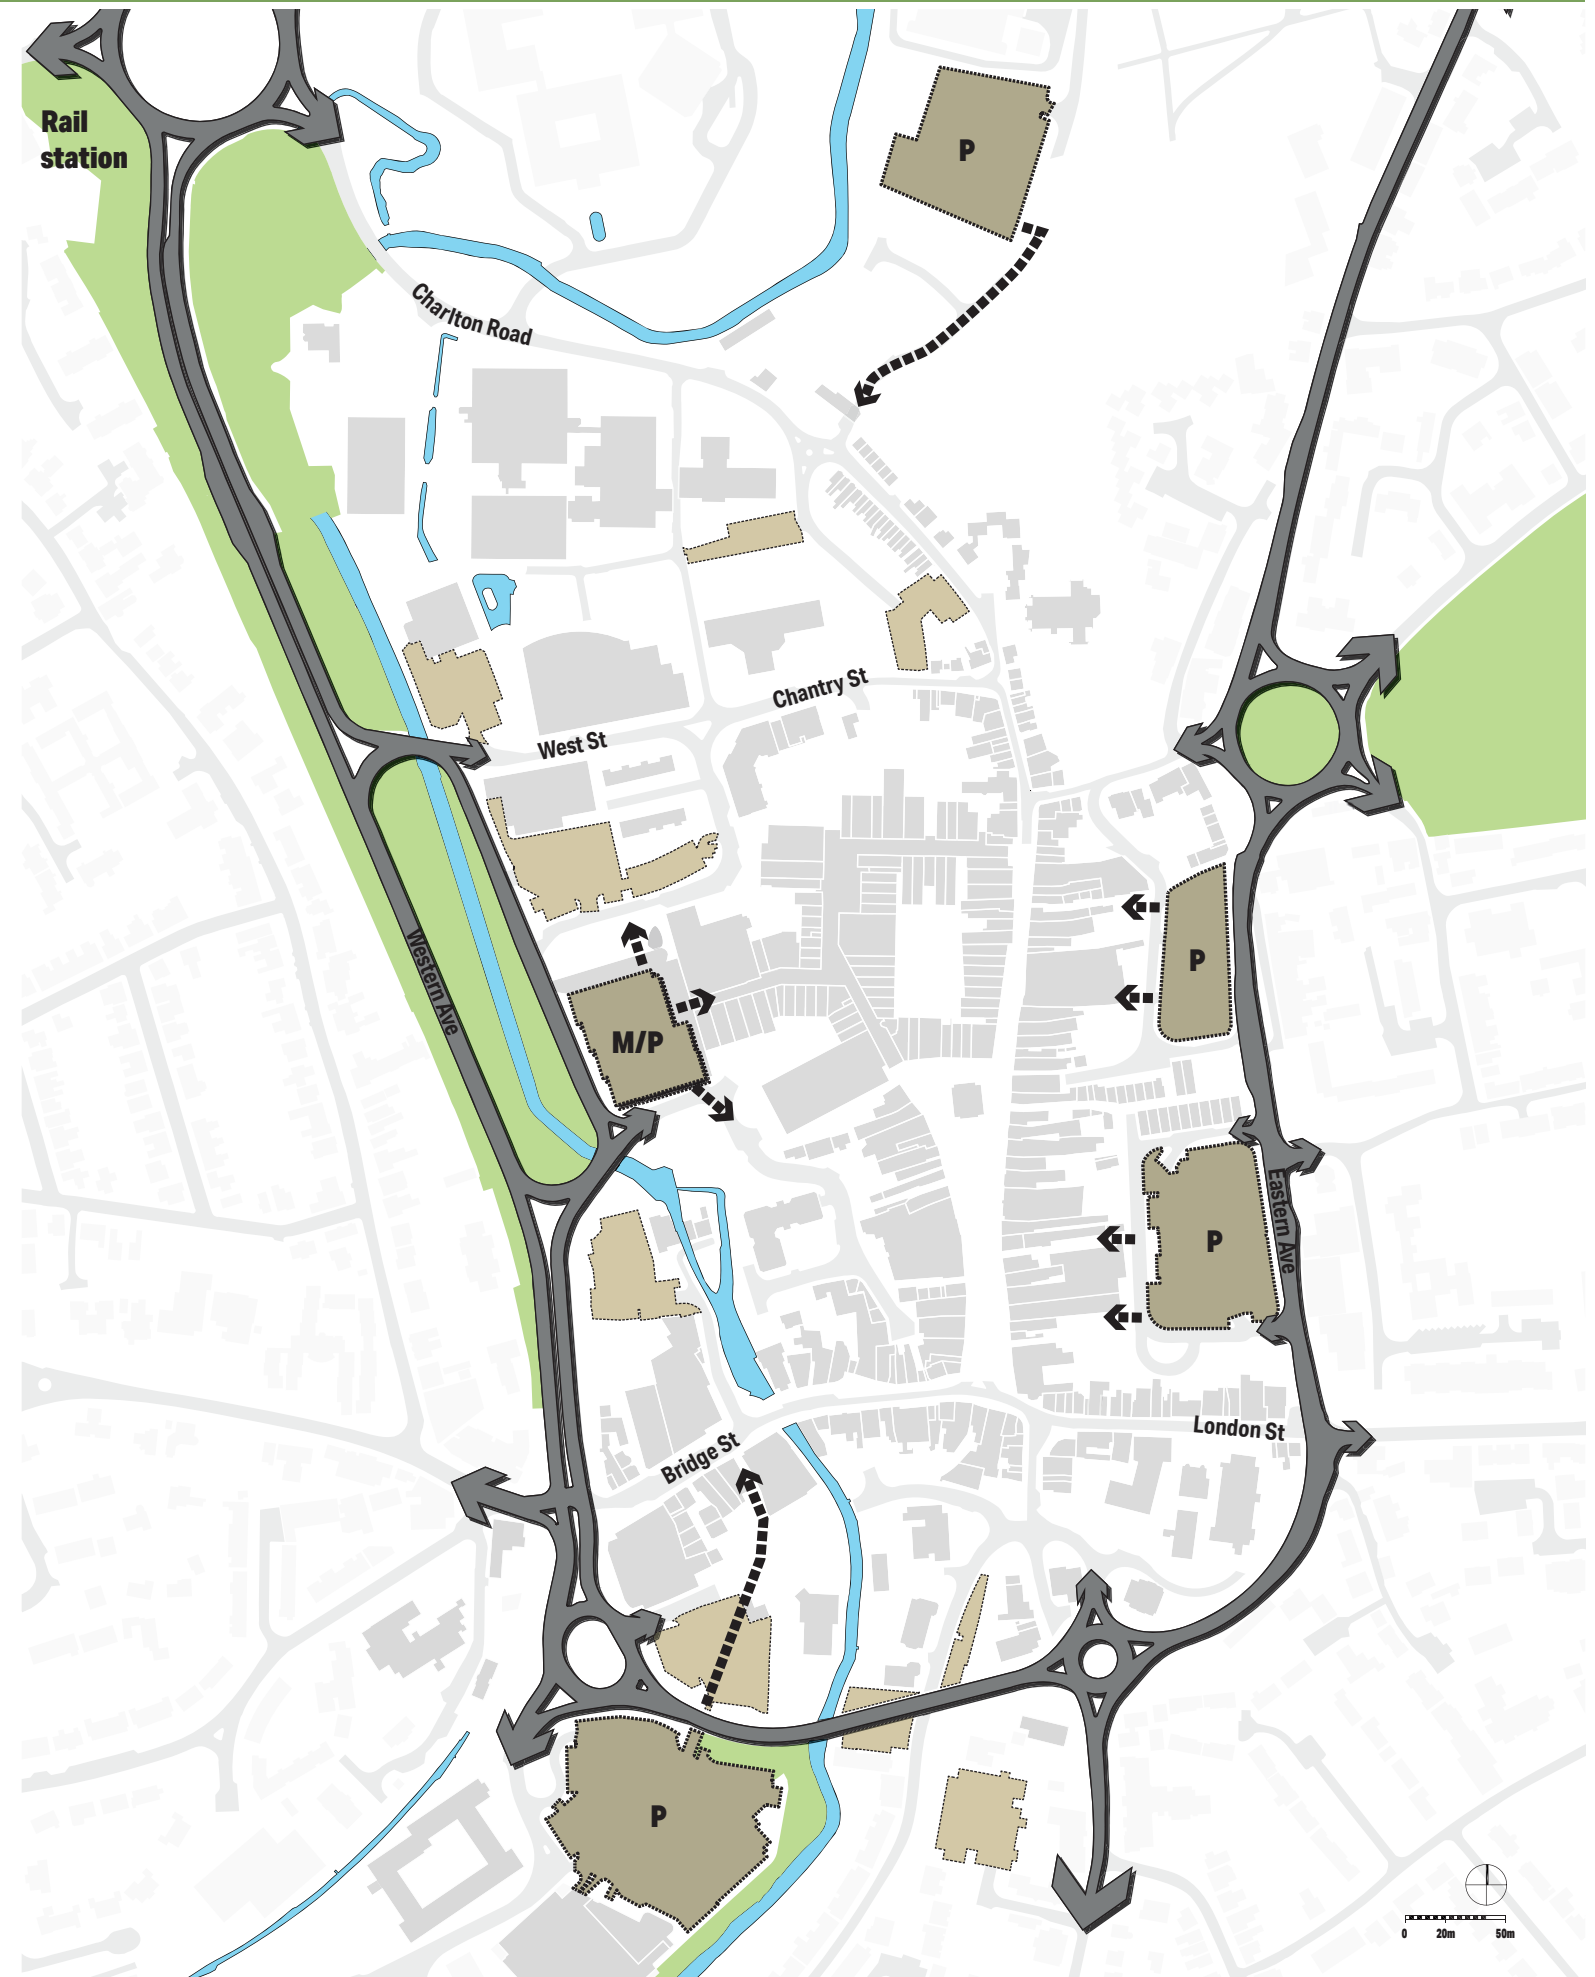 Rail
station
P
Charlton Road
Chantry St
West St
Western Ave
P
M/P
Eastern Ave
P
London St
Bridge St
P
0 20m 50m